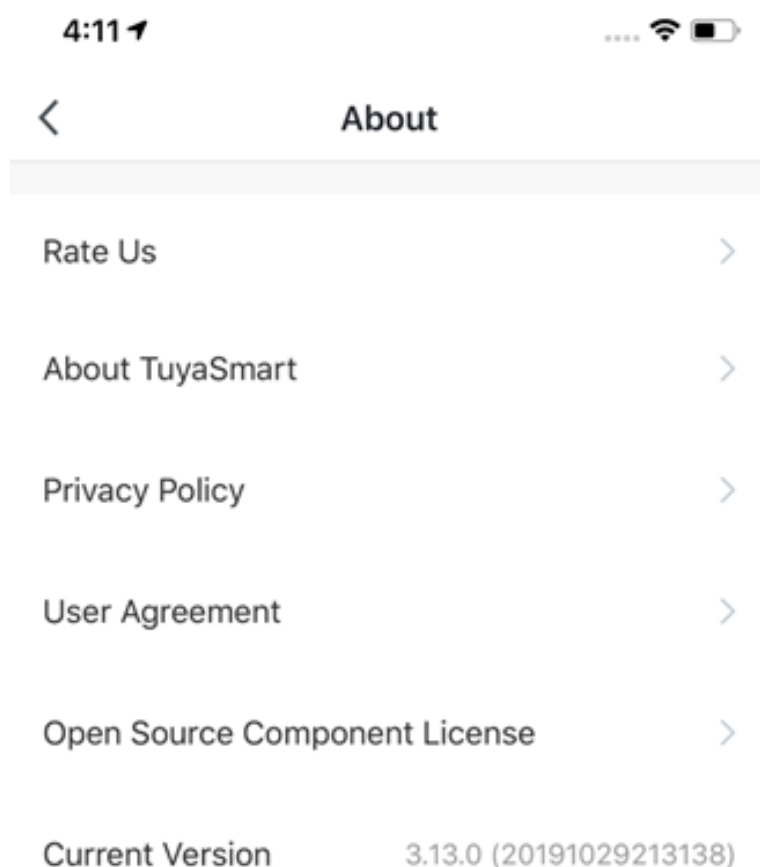 4:11
About
Rate Us
About TuyaSmart
Privacy Policy
User Agreement
Open Source Component License
Current Version 3.13.0 (20191029213138)